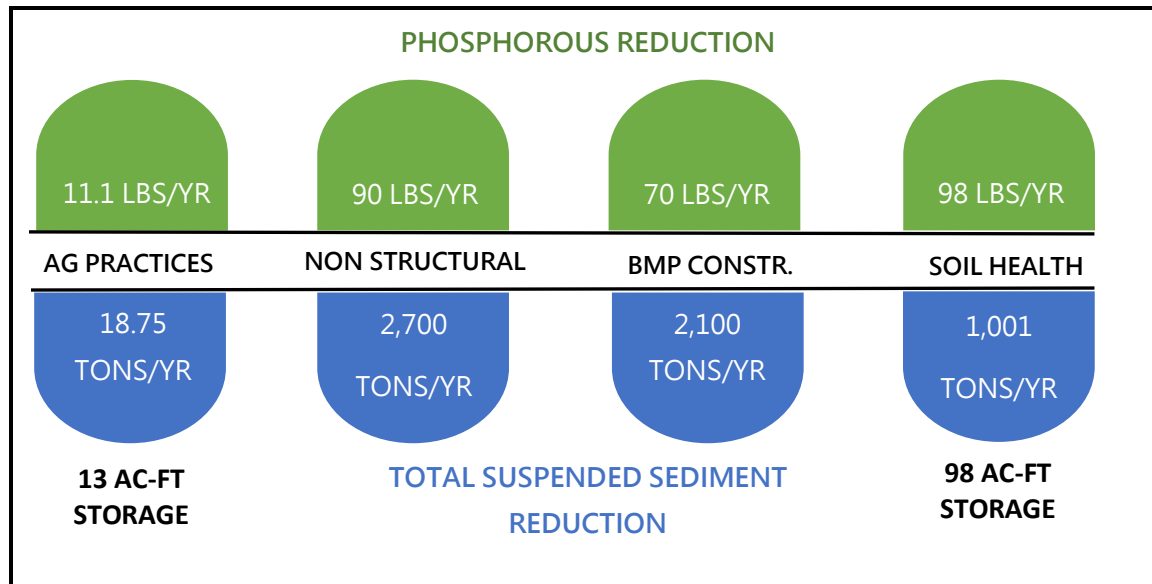 PHOSPHOROUS REDUCTION
11.1 LBS/YR
90 LBS/YR
70 LBS/YR
98 LBS/YR
AG PRACTICES
NON STRUCTURAL
BMP CONSTR.
SOIL HEALTH
18.75
TONS/YR
2,700
TONS/YR
2,100
TONS/YR
1,001
TONS/YR
13 AC-FT
STORAGE
TOTAL SUSPENDED SEDIMENT
REDUCTION
98 AC-FT
STORAGE